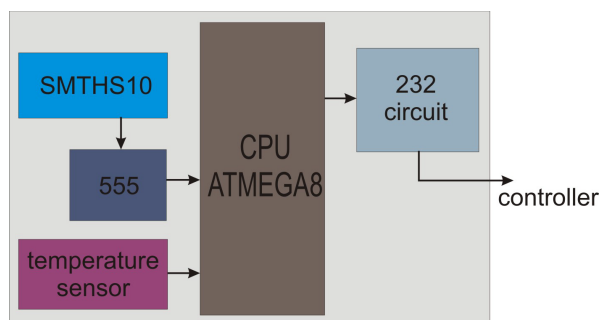 SMTHS10
555
temperature
sensor
CPU
ATMEGA8
232
circuit
controller